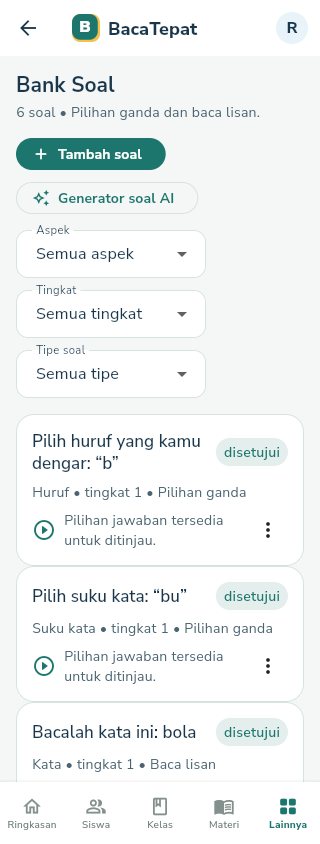 B BacaTepat R
Bank Soal
6 soal • Pilihan ganda dan baca lisan.
+ Tambah soal
Generator soal AI
Aspek
Semua aspek
Tingkat
Semua tingkat
Tipe soal
Semua tipe
Pilih huruf yang kamu
dengar: “b”
disetujui
Huruf • tingkat 1 • Pilihan ganda
Pilihan jawaban tersedia
untuk ditinjau.
Pilih suku kata: “bu”
disetujui
Suku kata • tingkat 1 • Pilihan ganda
Pilihan jawaban tersedia
untuk ditinjau.
Bacalah kata ini: bola
disetujui
Kata • tingkat 1 • Baca lisan
Ringkasan Siswa Kelas Materi Lainnya